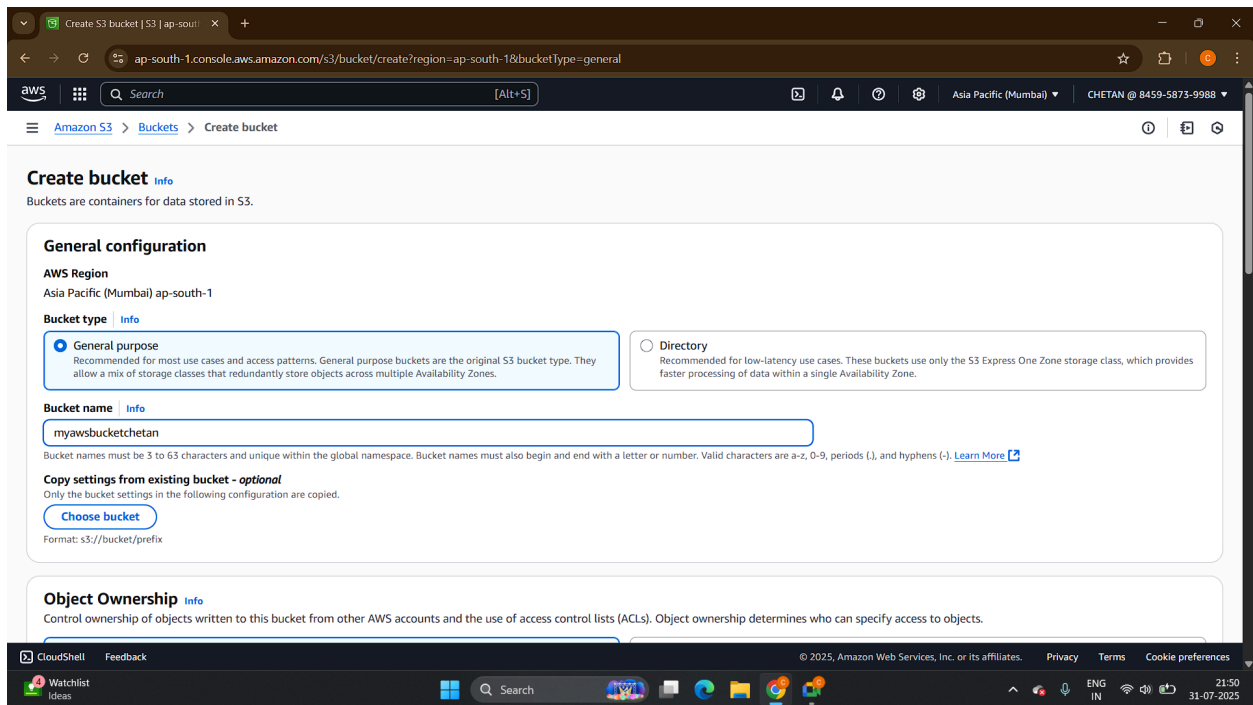 Create S3 bucket | S3 | ap-sout
ap-south-1.console.aws.amazon.com/s3/bucket/create?region=ap-south-1&bucketType=general
C
aws
Search
[Alt+S]
Asia Pacific (Mumbai) ▼
CHETAN @ 8459-5873-9988 ▼
Amazon S3 > Buckets > Create bucket
Create bucket Info
Buckets are containers for data stored in S3.
General configuration
AWS Region
Asia Pacific (Mumbai) ap-south-1
Bucket type | Info
General purpose
Recommended for most use cases and access patterns. General purpose buckets are the original S3 bucket type. They
allow a mix of storage classes that redundantly store objects across multiple Availability Zones.
Directory
Recommended for low-latency use cases. These buckets use only the S3 Express One Zone storage class, which provides
faster processing of data within a single Availability Zone.
Bucket name | Info
myawsbucketchetan
Bucket names must be 3 to 63 characters and unique within the global namespace. Bucket names must also begin and end with a letter or number. Valid characters are a-z, 0-9, periods (.), and hyphens (-). Learn More
Copy settings from existing bucket - optional
Only the bucket settings in the following configuration are copied.
Choose bucket
Format: s3://bucket/prefix
Object Ownership Info
Control ownership of objects written to this bucket from other AWS accounts and the use of access control lists (ACLs). Object ownership determines who can specify access to objects.
CloudShell
Feedback
© 2025, Amazon Web Services, Inc. or its affiliates.
Privacy
Terms
Cookie preferences
4
Watchlist
Ideas
Search
C
C
ENG
IN
21:50
31-07-2025